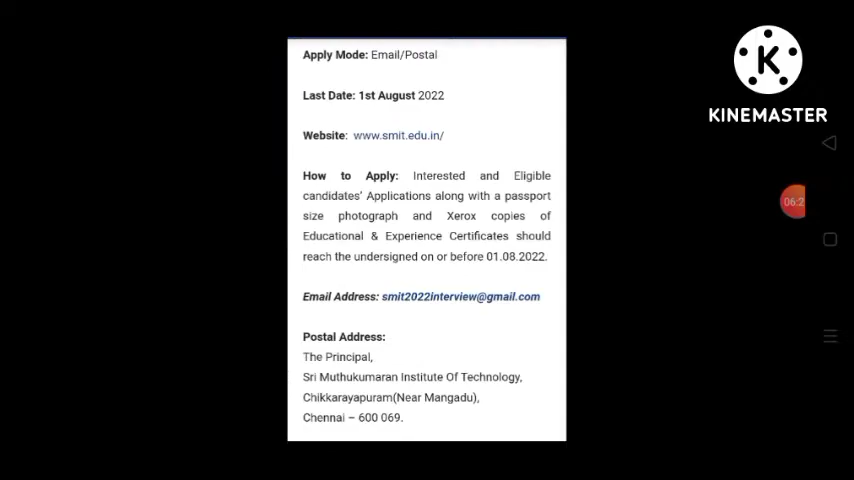 Apply Mode: Email/Postal
Last Date: 1st August 2022
Website: www.smit.edu.in/
How to Apply: Interested and Eligible
candidates' Applications along with a passport
size photograph and Xerox copies of
Educational & Experience Certificates should
reach the undersigned on or before 01.08.2022.
Email Address: smit2022interview@gmail.com
Postal Address:
The Principal,
Sri Muthukumaran Institute Of Technology,
Chikkarayapuram(Near Mangadu),
Chennai – 600 069.
K
KINEMASTER